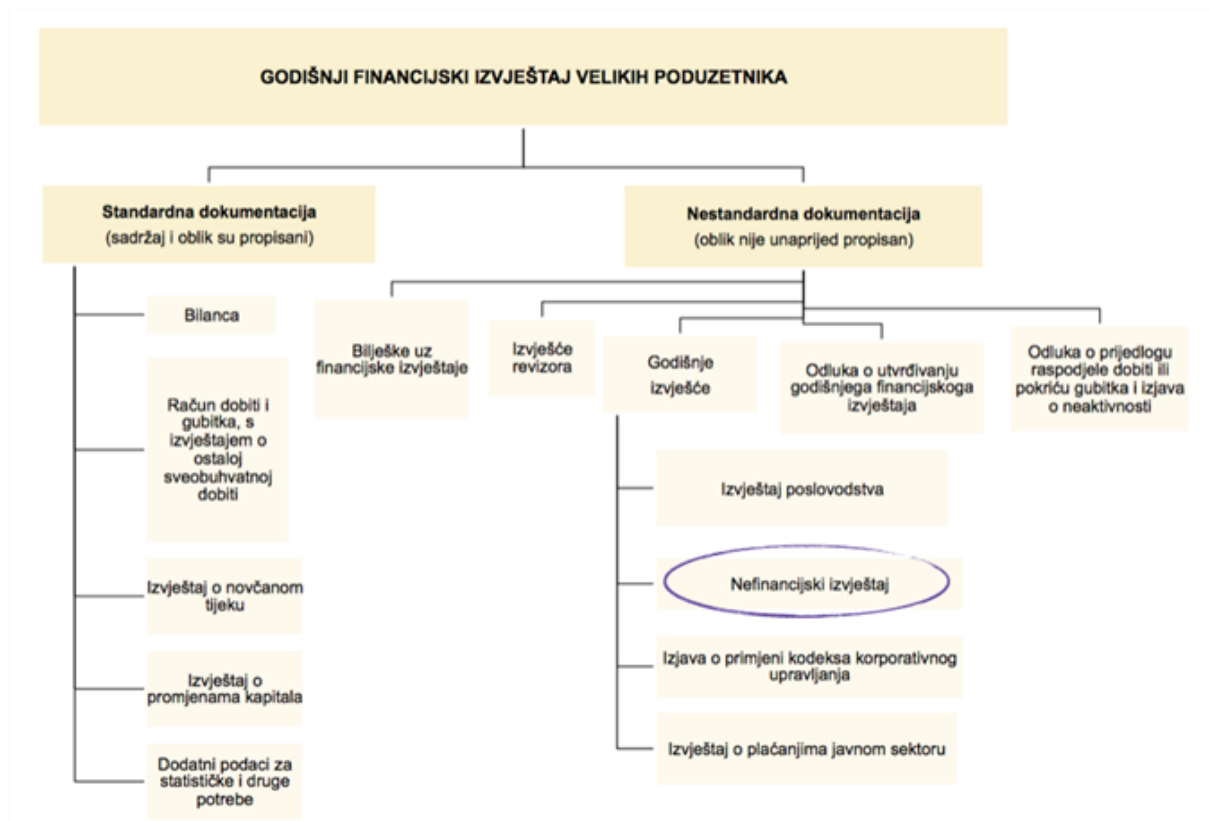 GODIŠNJI FINANCIJSKI IZVJEŠTAJ VELIKIH PODUZETNIKA
Standardna dokumentacija
(sadržaj i oblik su propisani)
Nestandardna dokumentacija
(oblik nije unaprijed propisan)
Bilanca
Račun dobiti i
gubitka, s
izvještajem o
ostaloj
sveobuhvatnoj
dobiti
Izvještaj o novčanom
tijeku
Izvještaj o
promjenama kapitala
Dodatni podaci za
statističke i druge
potrebe
Bilješke uz
financijske izvještaje
Izvješće
revizora
Godišnje
izvješće
Odluka o utvrđivanju
godišnjega financijskoga
izvještaja
Odluka o prijedlogu
raspodjele dobiti ili
pokriću gubitka i izjava
o neaktivnosti
Izvještaj poslovodstva
Nefinancijski izvještaj
Izjava o primjeni kodeksa korporativnog
upravljanja
Izvještaj o plaćanjima javnom sektoru